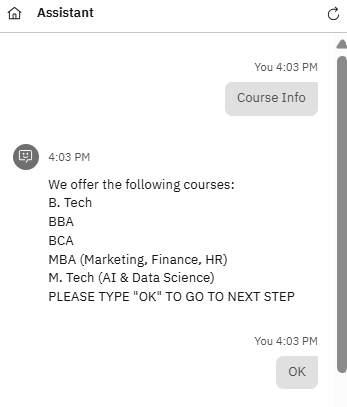 Assistant
You 4:03 PM
Course Info
4:03 PM
We offer the following courses:
B. Tech
BBA
BCA
MBA (Marketing, Finance, HR)
M. Tech (AI & Data Science)
PLEASE TYPE "OK" TO GO TO NEXT STEP
You 4:03 PM
OK